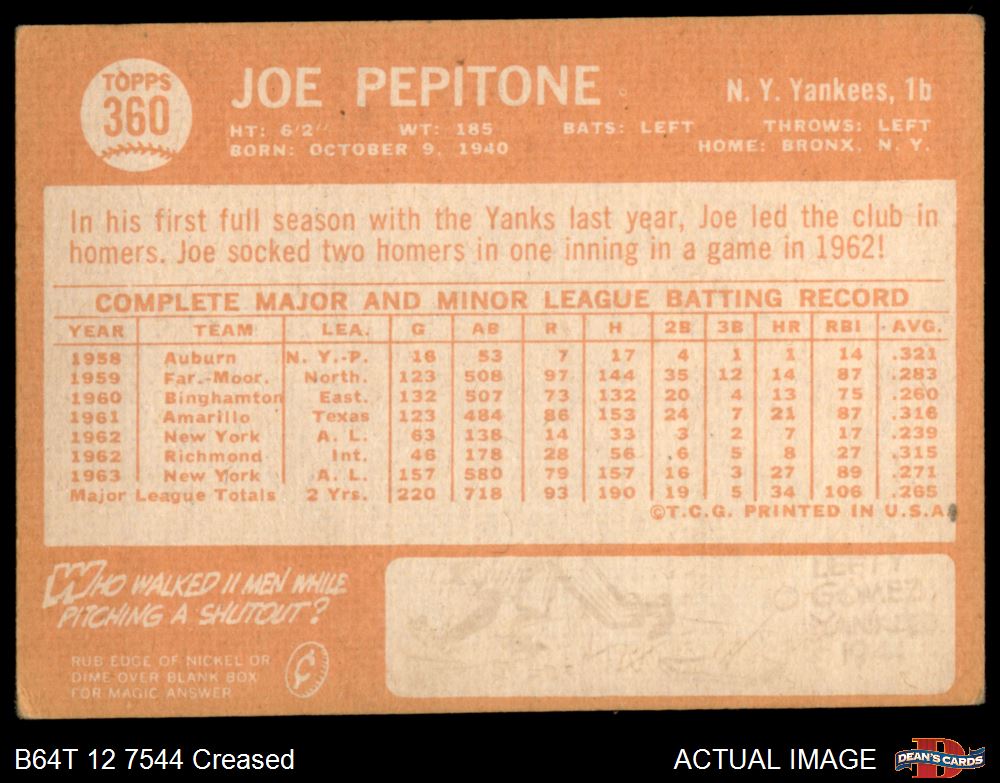 TOPPS
360
JOE PEPITONE
N. Y. Yankees, 1b
HT: 6'2" WT: 185 BATS: LEFT THROWS: LEFT
BORN: OCTOBER 9, 1940 HOME: BRONX, N. Y.
In his first full season with the Yanks last year, Joe led the club in
homers. Joe socked two homers in one inning in a game in 1962!
COMPLETE MAJOR AND MINOR LEAGUE BATTING RECORD
YEAR TEAM LEA. G AB R H 2B 3B HR RBI AVG.
1958 Auburn N. Y.-P. 16 53 7 17 4 1 1 14 .321
1959 Far.-Moor. North. 123 508 97 144 35 12 14 87 .283
1960 Binghamton East. 132 507 73 132 20 4 13 75 .260
1961 Amarillo Texas 123 484 86 153 24 7 21 87 .316
1962 New York A. L. 63 138 14 33 3 2 7 17 .239
1962 Richmond Int. 46 178 28 56 6 5 8 27 .315
1963 New York A. L. 157 580 79 157 16 3 27 89 .271
Major League Totals 2 Yrs. 220 718 93 190 19 5 34 106 .265
©T.C.G. PRINTED IN U.S.A.
WHO WALKED 11 MEN WHILE
PITCHING A SHUTOUT?
RUB EDGE OF NICKEL OR
DIME OVER BLANK BOX
FOR MAGIC ANSWER
LEFTY
GOMEZ,
YANKEES
B64T 12 7544 Creased
ACTUAL IMAGE
DEAN'S CARDS